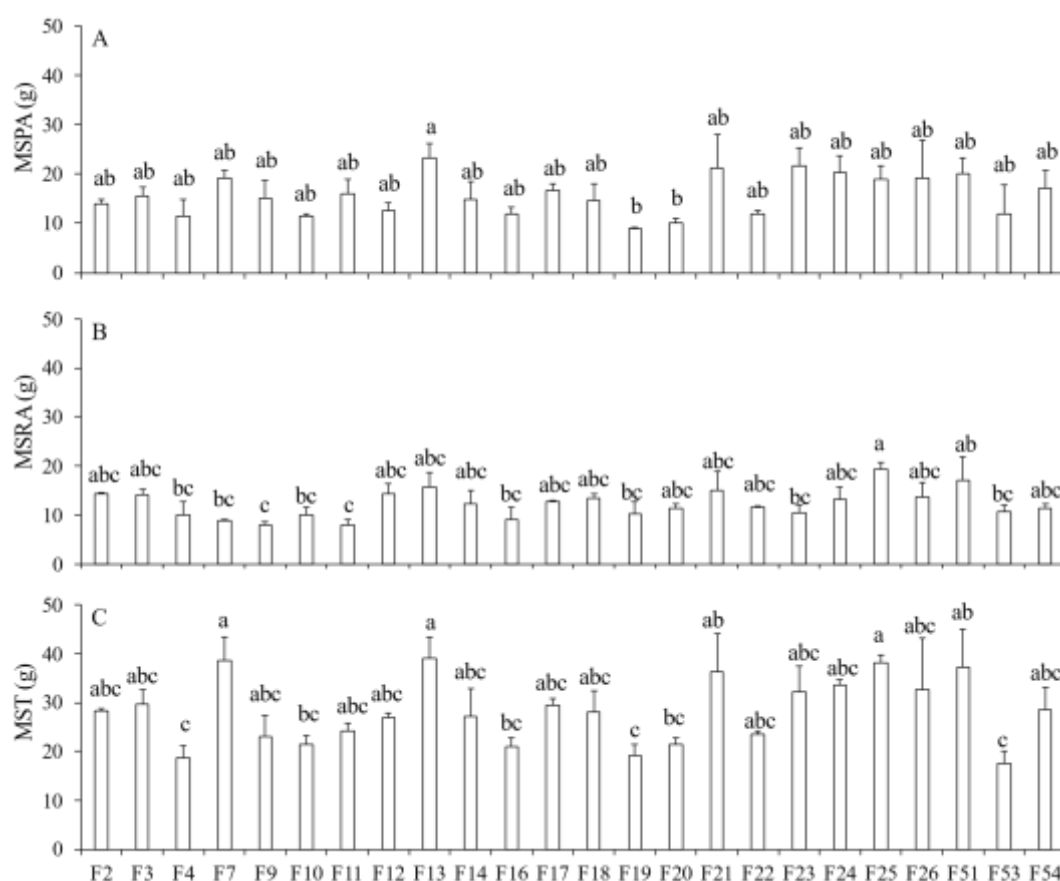 A
MSPA (g)
50
40
30
20
10
0
ab ab ab ab ab ab ab ab a ab ab ab ab b b ab ab ab ab ab ab ab ab ab
B
MSRA (g)
50
40
30
20
10
0
abc abc bc bc c bc c abc abc abc bc abc abc bc abc abc abc bc abc a abc ab bc abc
C
MST (g)
50
40
30
20
10
0
abc abc c a abc bc abc abc a abc bc abc abc c bc ab abc abc abc a abc ab c abc
F2 F3 F4 F7 F9 F10 F11 F12 F13 F14 F16 F17 F18 F19 F20 F21 F22 F23 F24 F25 F26 F51 F53 F54